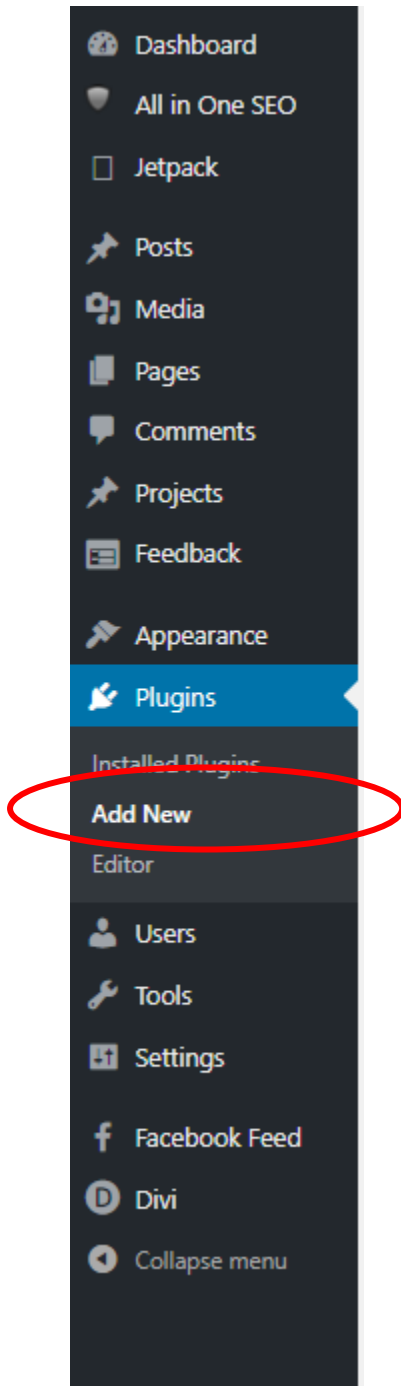 Dashboard
All in One SEO
Jetpack
Posts
Media
Pages
Comments
Projects
Feedback
Appearance
Plugins
Installed Plugins
Add New
Editor
Users
Tools
Settings
Facebook Feed
Divi
Collapse menu